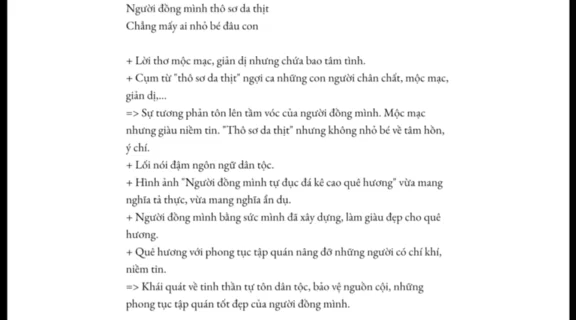 Người đồng mình thô sơ da thịt
Chẳng mấy ai nhỏ bé đâu con
+ Lời thơ mộc mạc, giản dị nhưng chứa bao tâm tình.
+ Cụm từ "thô sơ da thịt" ngợi ca những con người chân chất, mộc mạc,
giản dị,...
=> Sự tương phản tôn lên tầm vóc của người đồng mình. Mộc mạc
nhưng giàu niềm tin. "Thô sơ da thịt" nhưng không nhỏ bé về tâm hồn,
ý chí.
+ Lối nói đậm ngôn ngữ dân tộc.
+ Hình ảnh "Người đồng mình tự đục đá kê cao quê hương" vừa mang
nghĩa tả thực, vừa mang nghĩa ẩn dụ.
+ Người đồng mình bằng sức mình đã xây dựng, làm giàu đẹp cho quê
hương.
+ Quê hương với phong tục tập quán nâng đỡ những người có chí khí,
niềm tin.
=> Khái quát về tinh thần tự tôn dân tộc, bảo vệ nguồn cội, những
phong tục tập quán tốt đẹp của người đồng mình.